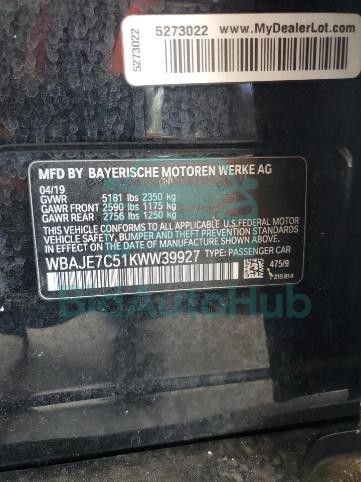 5273022
5273022 www.MyDealerLot.com
MFD BY BAYERISCHE MOTOREN WERKE AG
04/19
GVWR 5181 lbs 2350 kg
GAWR FRONT 2590 lbs 1175 kg
GAWR REAR 2756 lbs 1250 kg
THIS VEHICLE CONFORMS TO ALL APPLICABLE U.S. FEDERAL MOTOR
VEHICLE SAFETY, BUMPER AND THEFT PREVENTION STANDARDS
IN EFFECT ON THE DATE OF MANUFACTURE SHOWN ABOVE.
WBAJE7C51KWW39927 TYPE: PASSENGER CAR
475/9
315814
BidAutoHub